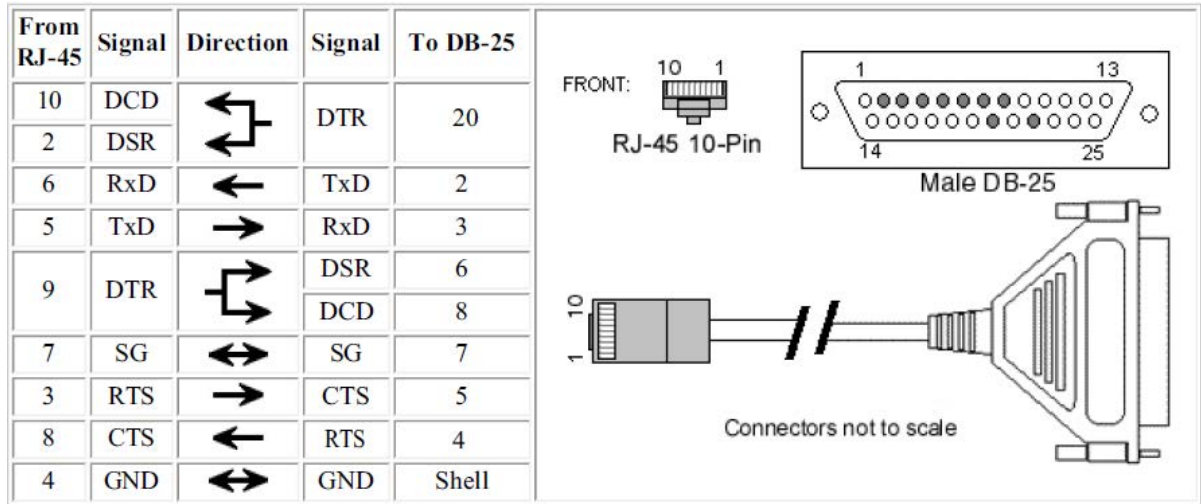 From RJ-45 Signal Direction Signal To DB-25
10 DCD DTR 20
2 DSR
6 RxD TxD 2
5 TxD RxD 3
9 DTR DSR 6
DCD 8
7 SG SG 7
3 RTS CTS 5
8 CTS RTS 4
4 GND GND Shell
FRONT:
10 1
RJ-45 10-Pin
1 13
14 25
Male DB-25
10
1
Connectors not to scale